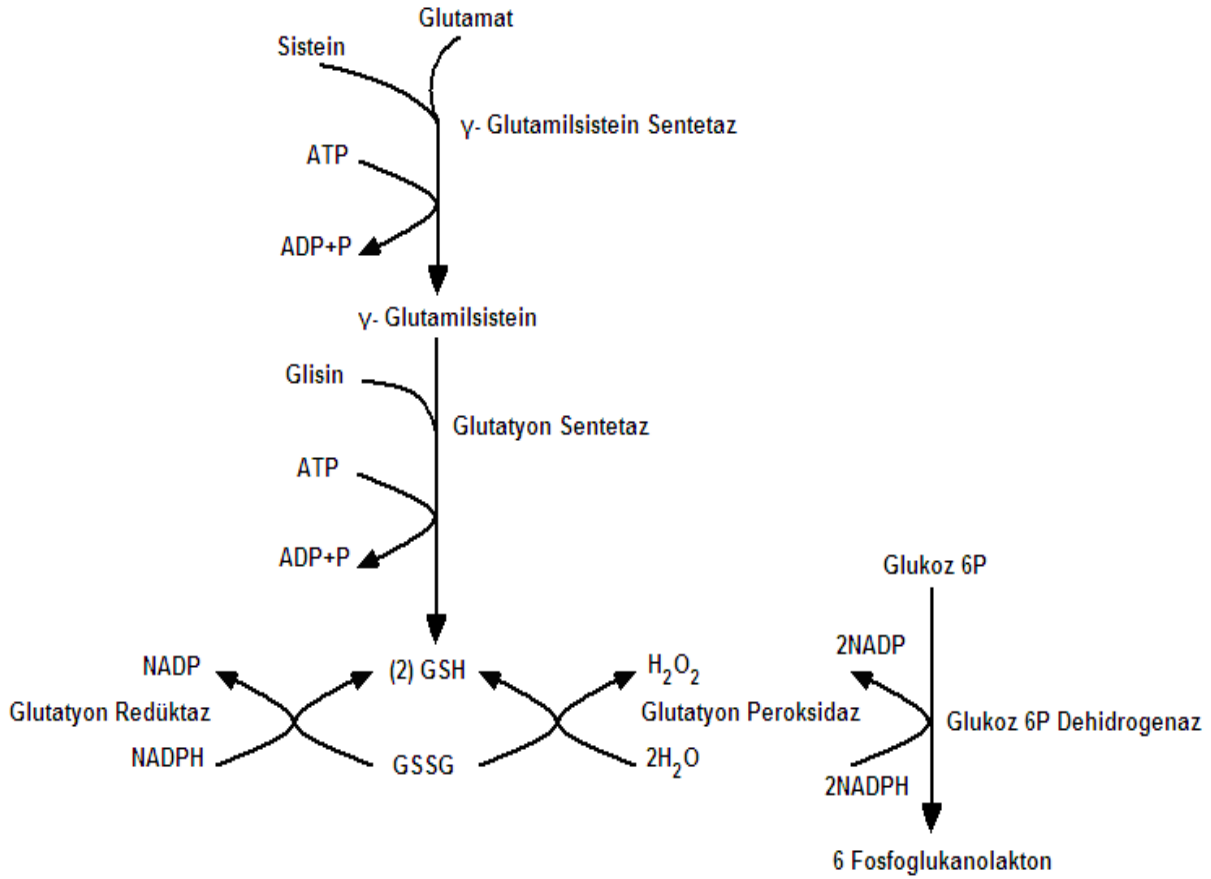 Glutamat
Sistein
γ- Glutamilsistein Sentetaz
ATP
ADP+P
γ- Glutamilsistein
Glisin
Glutatyon Sentetaz
ATP
ADP+P
Glukoz 6P
NADP
(2) GSH
H₂O₂
2NADP
Glutatyon Redüktaz
Glutatyon Peroksidaz
Glukoz 6P Dehidrogenaz
NADPH
GSSG
2H₂O
2NADPH
6 Fosfoglukanolakton